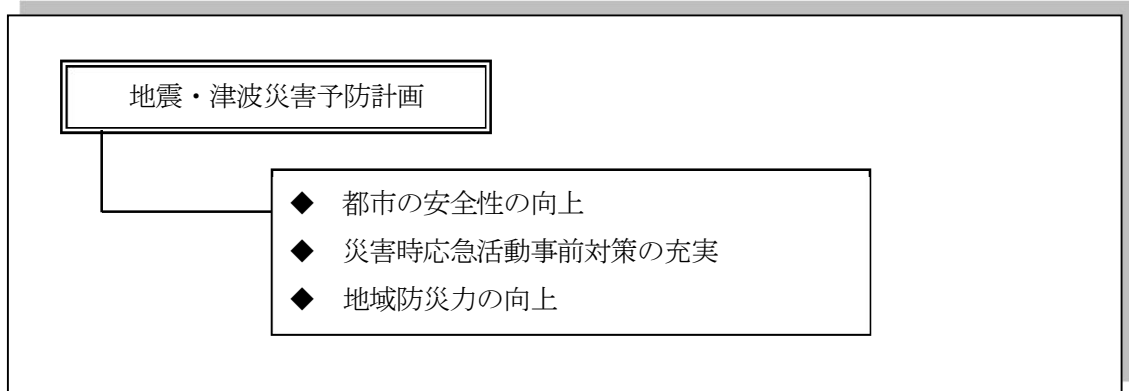 地震・津波災害予防計画
◆ 都市の安全性の向上
◆ 災害時応急活動事前対策の充実
◆ 地域防災力の向上